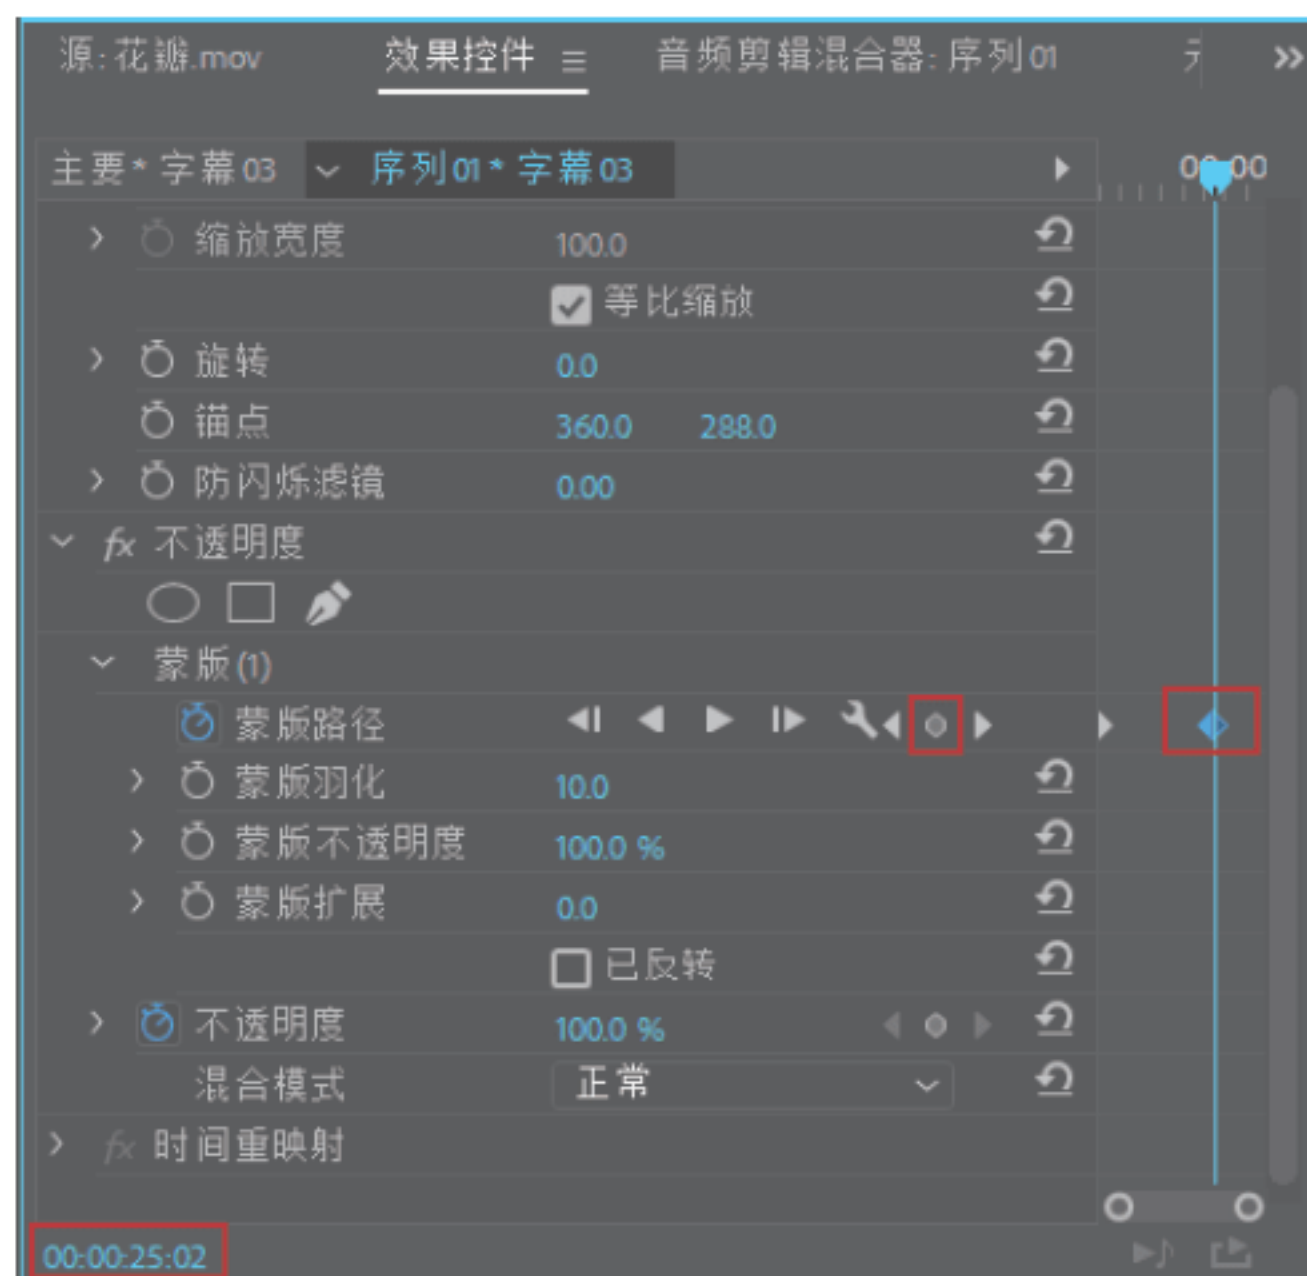 源:花瓣.mov 效果控件 音频剪辑混合器:序列01
主要*字幕03 序列01*字幕03 00:00
缩放宽度 100.0
等比缩放
旋转 0.0
锚点 360.0 288.0
防闪烁滤镜 0.00
fx 不透明度
蒙版(1)
蒙版路径
蒙版羽化 10.0
蒙版不透明度 100.0 %
蒙版扩展 0.0
已反转
不透明度 100.0 %
混合模式 正常
fx 时间重映射
00:00:25:02